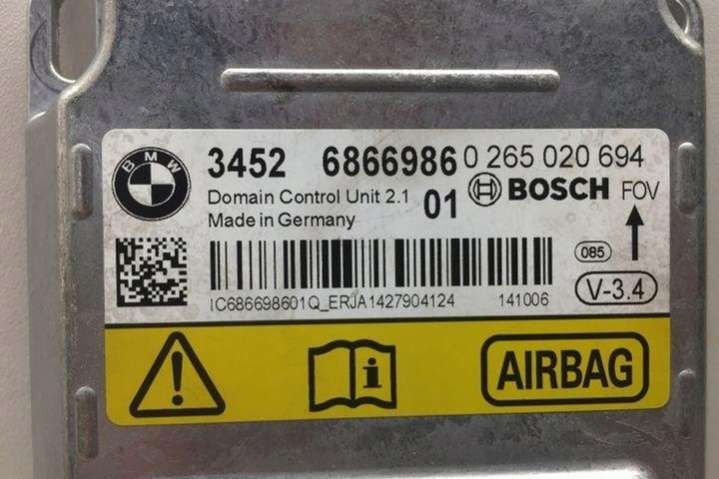 BMW
3452 6866986 0 265 020 694
Domain Control Unit 2.1 01 BOSCH FOV
Made in Germany
085
V-3.4
IC686698601Q_ERJA1427904124 141006
AIRBAG